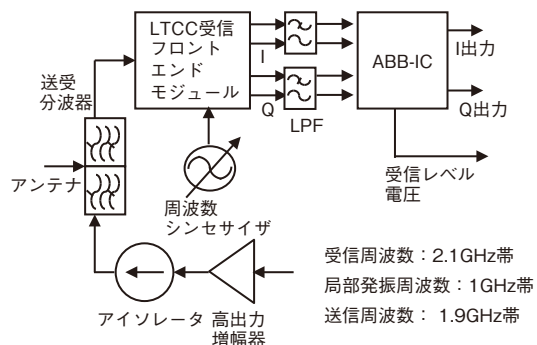 LTCC受信
フロント
エンド
モジュール
I
Q
LPF
ABB-IC
I出力
Q出力
受信レベル
電圧
送受
分波器
アンテナ
周波数
シンセサイザ
アイソレータ
高出力
増幅器
受信周波数：2.1GHz帯
局部発振周波数：1GHz帯
送信周波数： 1.9GHz帯